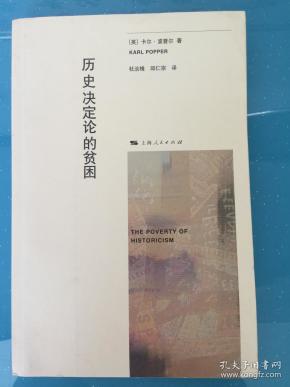 [英] 卡尔·波普尔 著
KARL POPPER
杜汝楫 邱仁宗 译
历史决定论的贫困
上海人民出版社
THE POVERTY OF
HISTORICISM
孔夫子旧书网